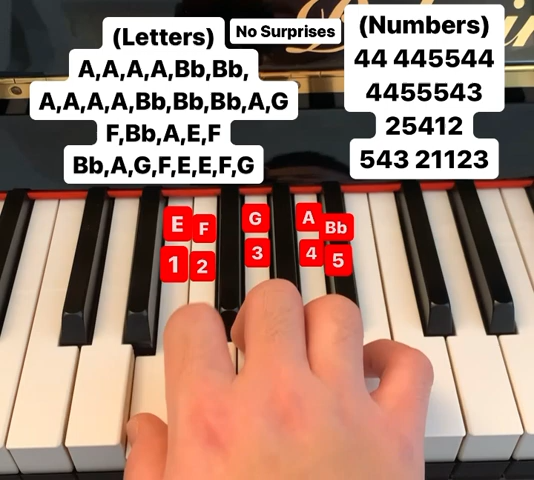 (Letters)
A,A,A,A,Bb,Bb,
A,A,A,A,Bb,Bb,Bb,A,G
F,Bb,A,E,F
Bb,A,G,F,E,E,F,G
No Surprises
(Numbers)
44 445544
4455543
25412
543 21123
E F G A Bb
1 2 3 4 5